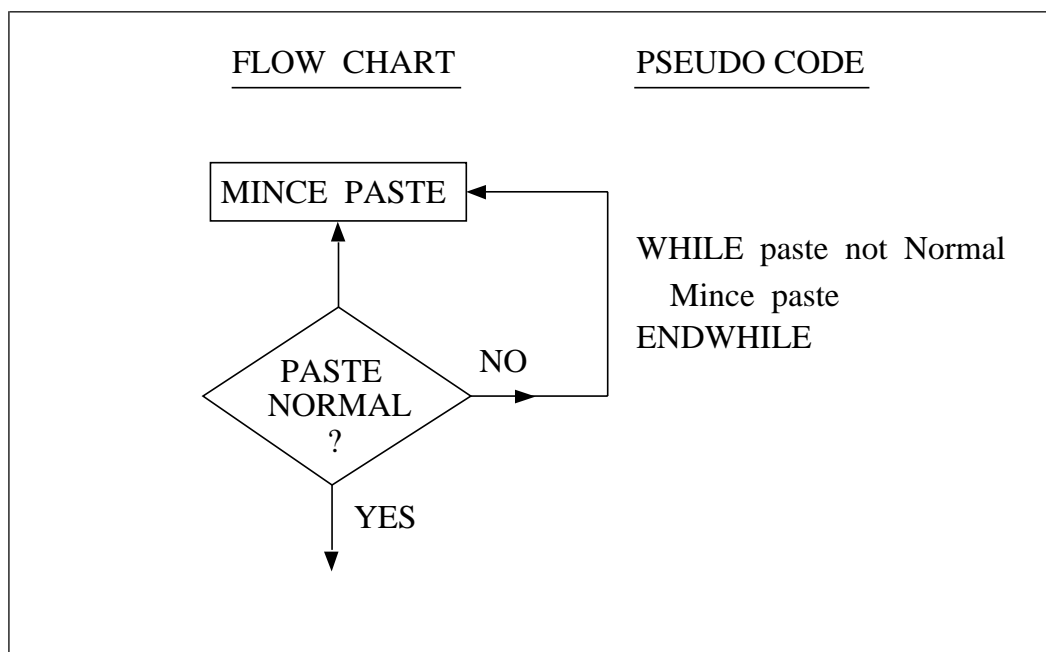 FLOW CHART
PSEUDO CODE
MINCE PASTE
PASTE
NORMAL
?
NO
YES
WHILE paste not Normal
Mince paste
ENDWHILE